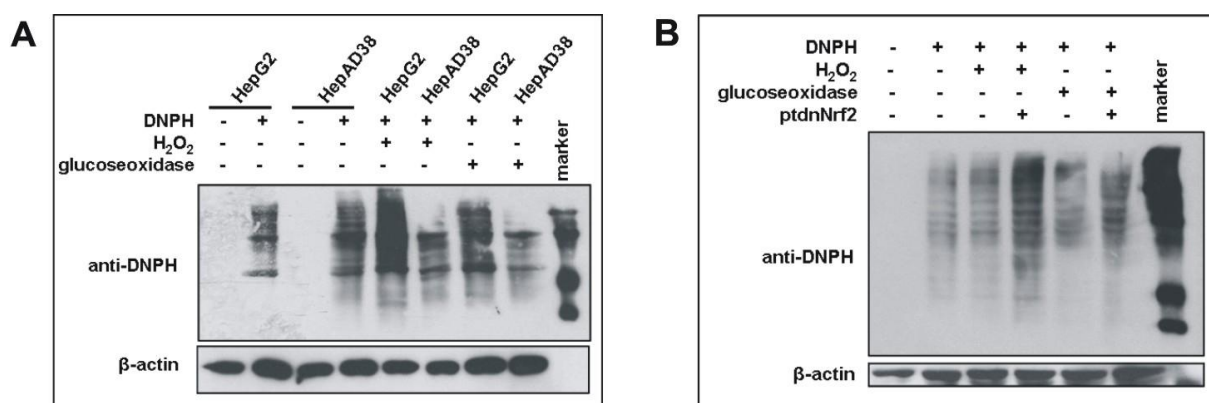 A
HepG2 HepAD38 HepG2 HepAD38 HepG2 HepAD38
DNPH - + - + + + + +
H₂O₂ - - - - + + - -
glucoseoxidase - - - - - - + +
marker
anti-DNPH
β-actin
B
DNPH - + + + + +
H₂O₂ - - + + - -
glucoseoxidase - - - - + +
ptdnNrf2 - - - + - +
marker
anti-DNPH
β-actin